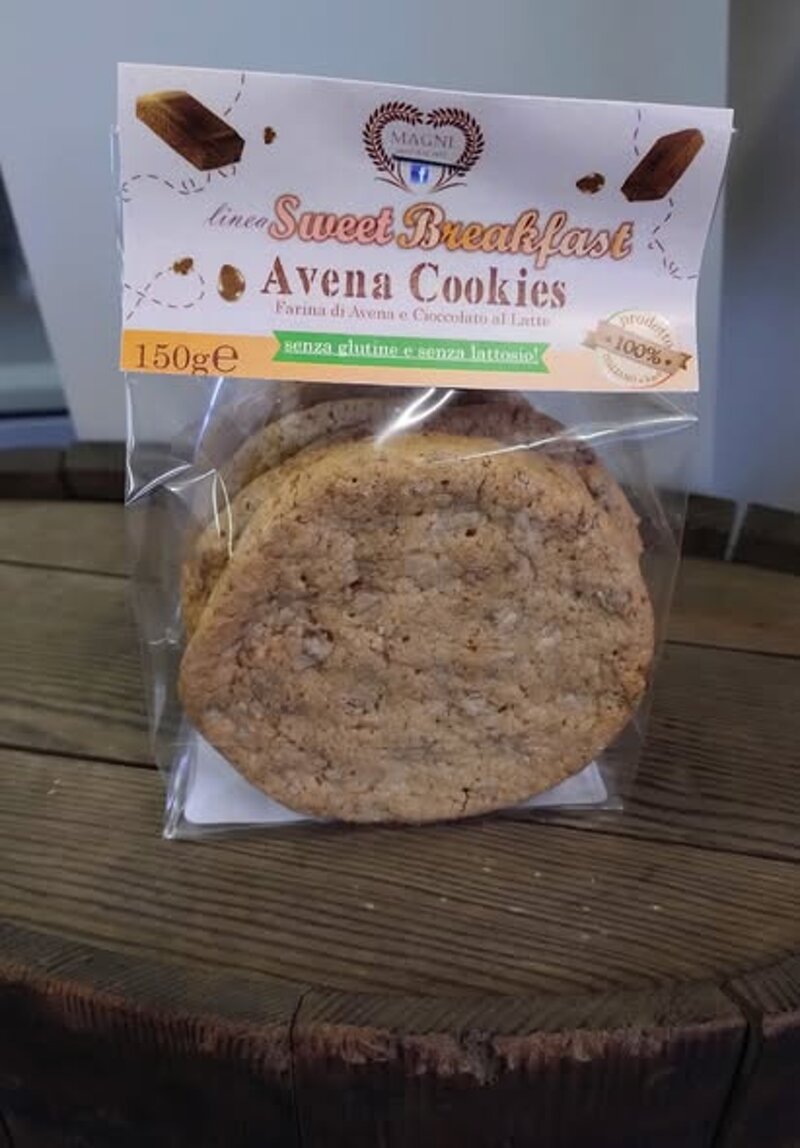 MAGNI
linea Sweet Breakfast
Avena Cookies
Farina di Avena e Cioccolato al Latte
150g℮
senza glutine e senza lattosio!
prodotto
100%